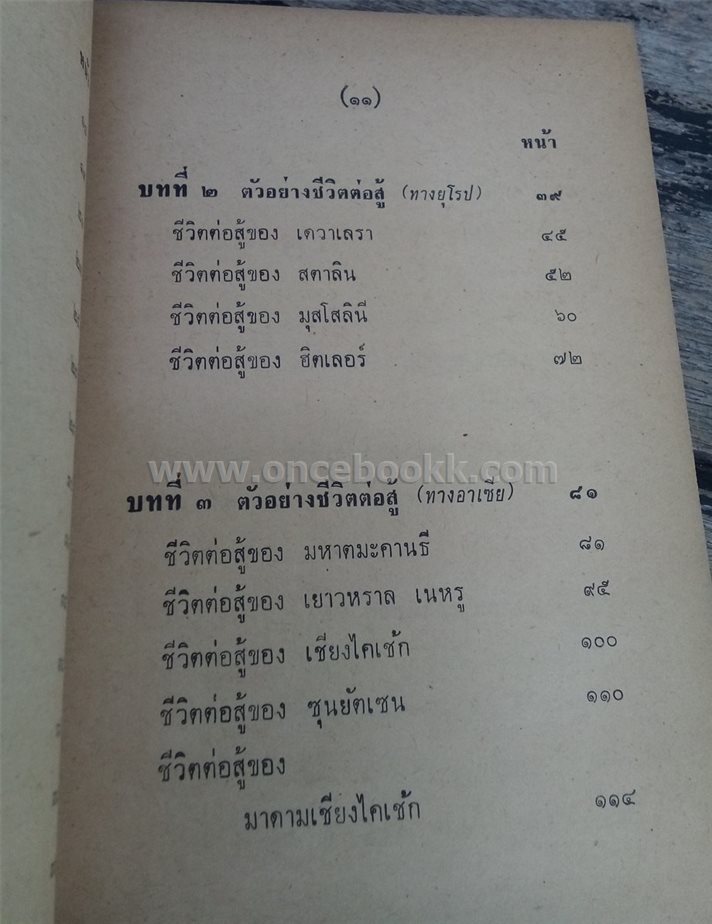 (๑๑)
หน้า
บทที่ ๒ ตัวอย่างชีวิตต่อสู้ (ทางยุโรป) ๓๙
ชีวิตต่อสู้ของ เดวาเลรา ๔๕
ชีวิตต่อสู้ของ สตาลิน ๕๒
ชีวิตต่อสู้ของ มุสโสลินี ๖๐
ชีวิตต่อสู้ของ ฮิตเลอร์ ๗๒
www.oncebookk.com
บทที่ ๓ ตัวอย่างชีวิตต่อสู้ (ทางอาเซีย) ๘๑
ชีวิตต่อสู้ของ มหาตมะคานธี ๘๑
ชีวิตต่อสู้ของ เยาวหราล เนหรู ๙๕
ชีวิตต่อสู้ของ เชียงไคเช้ก ๑๐๐
ชีวิตต่อสู้ของ ซุนยัตเซน ๑๑๐
ชีวิตต่อสู้ของ
มาดามเชียงไคเช้ก ๑๑๔